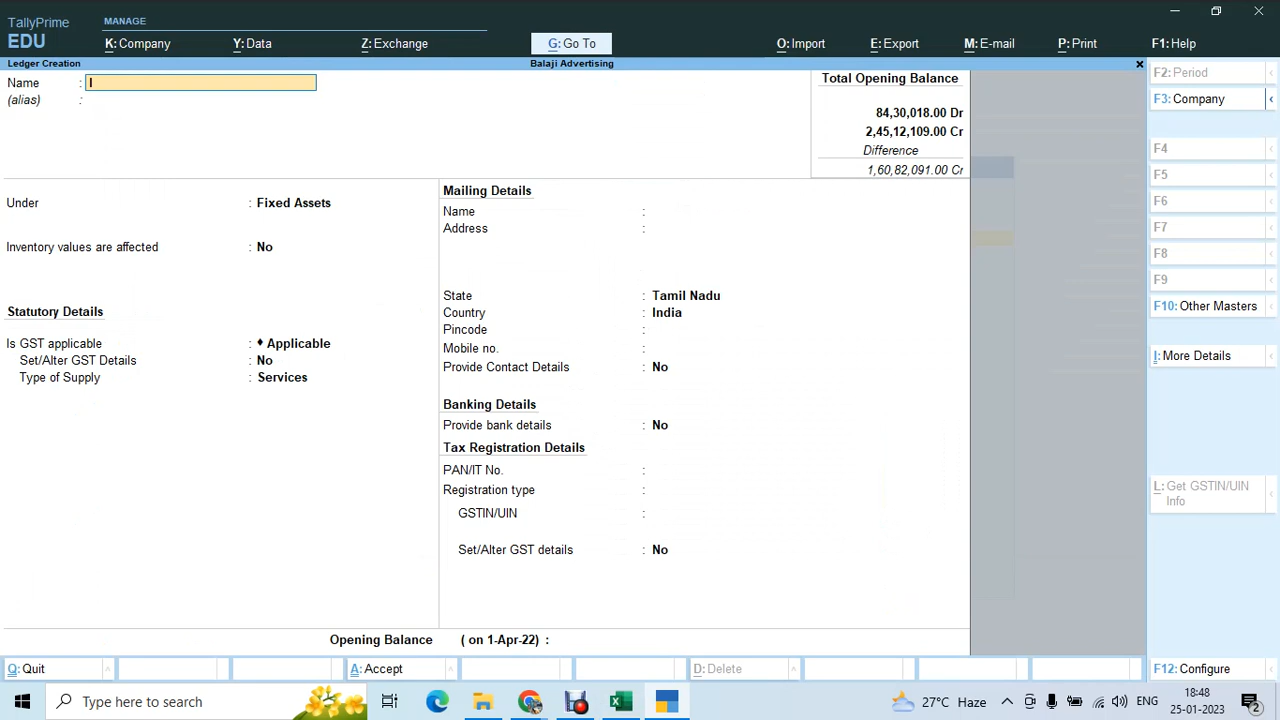 TallyPrime
EDU
MANAGE
K: Company
Y: Data
Z: Exchange
G: Go To
O: Import
E: Export
M: E-mail
P: Print
F1: Help
Ledger Creation
Balaji Advertising
Name :
(alias) :
Total Opening Balance
84,30,018.00 Dr
2,45,12,109.00 Cr
Difference
1,60,82,091.00 Cr
Under : Fixed Assets
Inventory values are affected : No
Statutory Details
Is GST applicable : ♦ Applicable
Set/Alter GST Details : No
Type of Supply : Services
Mailing Details
Name :
Address :
State : Tamil Nadu
Country : India
Pincode :
Mobile no. :
Provide Contact Details : No
Banking Details
Provide bank details : No
Tax Registration Details
PAN/IT No. :
Registration type :
GSTIN/UIN :
Set/Alter GST details : No
Opening Balance ( on 1-Apr-22) :
F2: Period
F3: Company
F4
F5
F6
F7
F8
F9
F10: Other Masters
I: More Details
L: Get GSTIN/UIN
Info
F12: Configure
Q: Quit
A: Accept
D: Delete
Type here to search
27°C Haze
ENG
18:48
25-01-2023
2